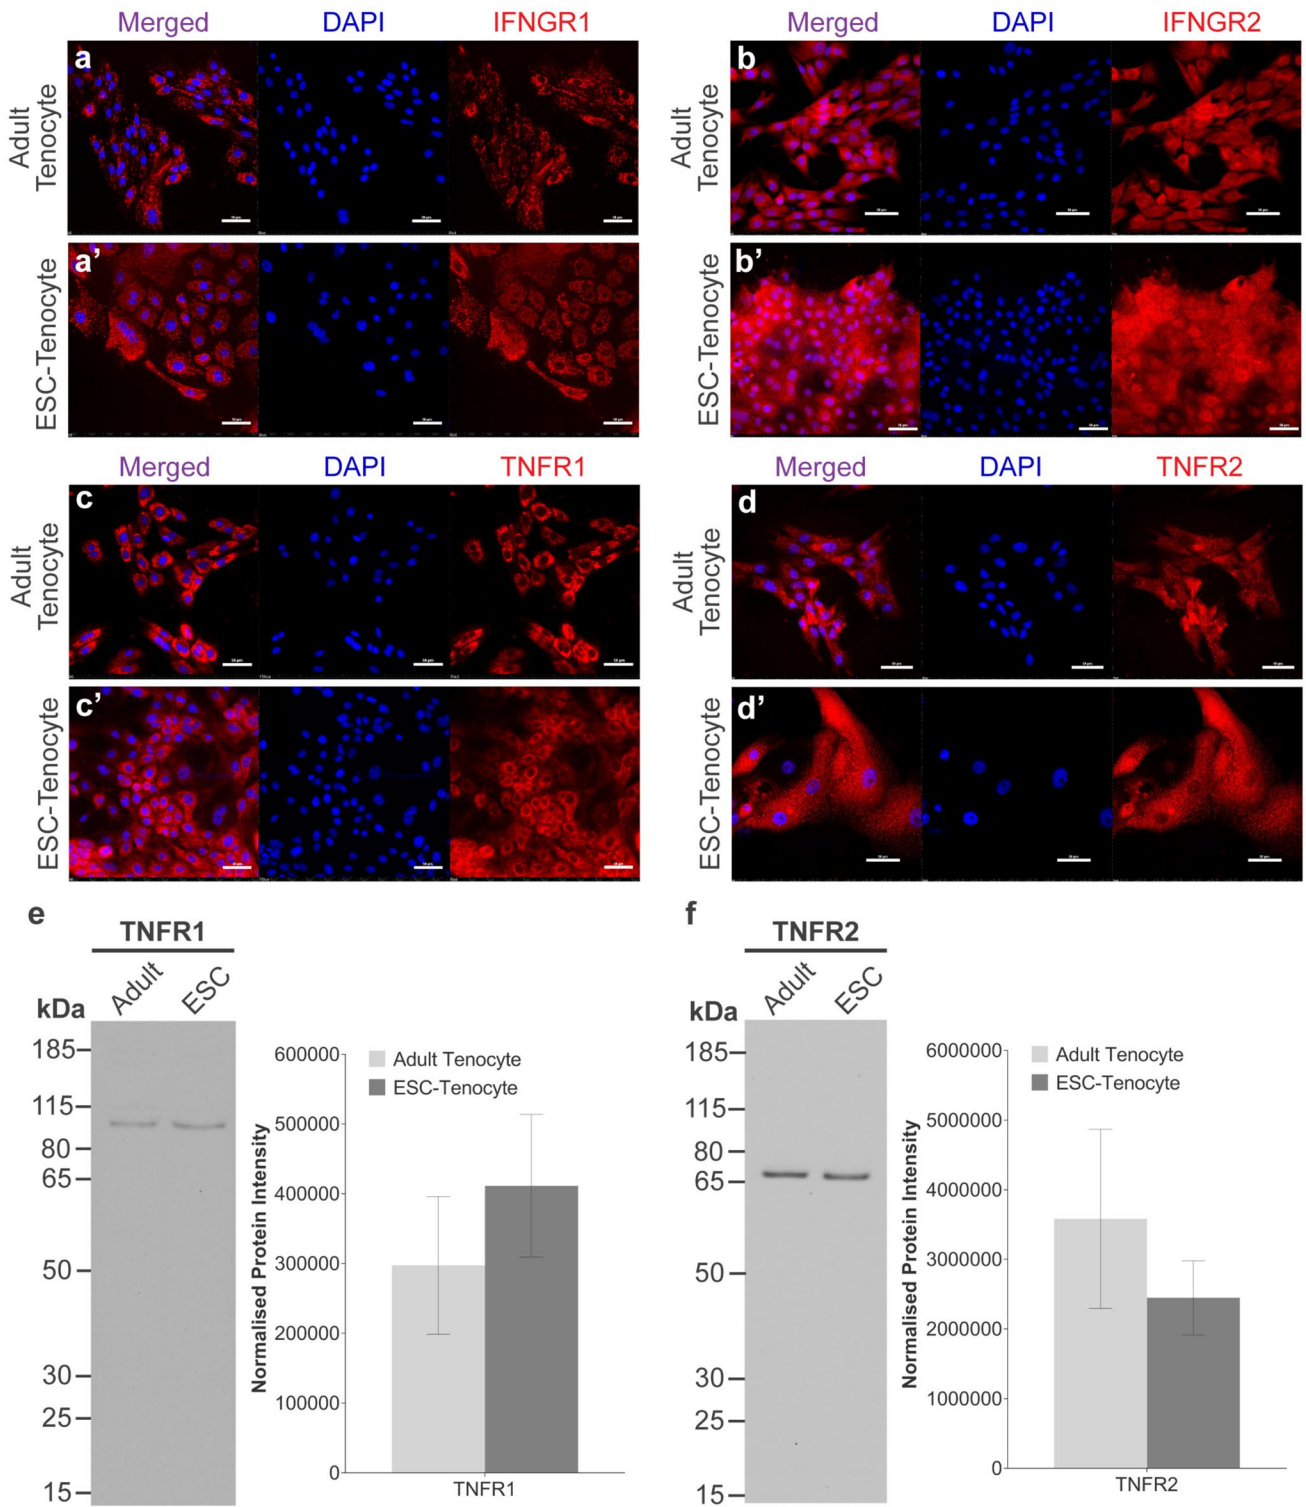 Merged DAPI IFNGR1
a
Adult
Tenocyte
a’
ESC-Tenocyte
Merged DAPI IFNGR2
b
Adult
Tenocyte
b’
ESC-Tenocyte
Merged DAPI TNFR1
c
Adult
Tenocyte
c’
ESC-Tenocyte
Merged DAPI TNFR2
d
Adult
Tenocyte
d’
ESC-Tenocyte
e
TNFR1
Adult ESC
kDa
185
115
80
65
50
30
25
15
Adult Tenocyte
ESC-Tenocyte
Normalised Protein Intensity
600000
500000
400000
300000
200000
100000
0
TNFR1
f
TNFR2
Adult ESC
kDa
185
115
80
65
50
30
25
15
Adult Tenocyte
ESC-Tenocyte
Normalised Protein Intensity
6000000
5000000
4000000
3000000
2000000
1000000
0
TNFR2